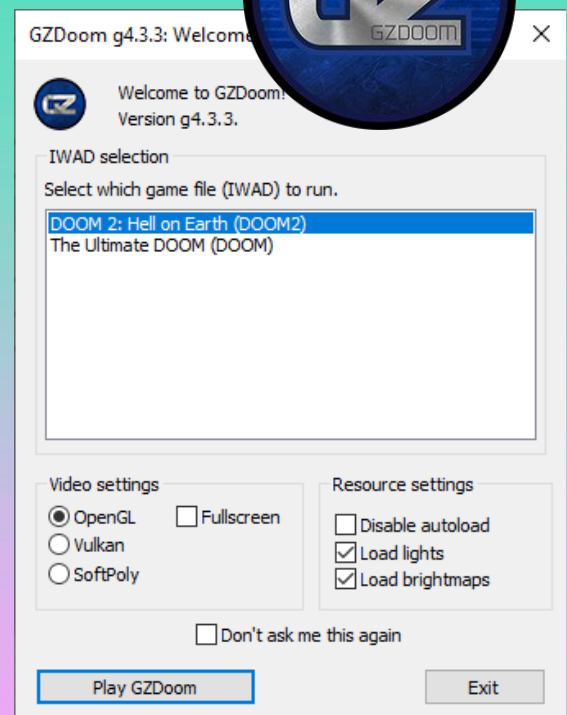 GZDoom g4.3.3: Welcome
GZDOOM
Welcome to GZDoom!
Version g4.3.3.
IWAD selection
Select which game file (IWAD) to run.
DOOM 2: Hell on Earth (DOOM2)
The Ultimate DOOM (DOOM)
Video settings
OpenGL
Fullscreen
Vulkan
SoftPoly
Resource settings
Disable autoload
Load lights
Load brightmaps
Don't ask me this again
Play GZDoom
Exit